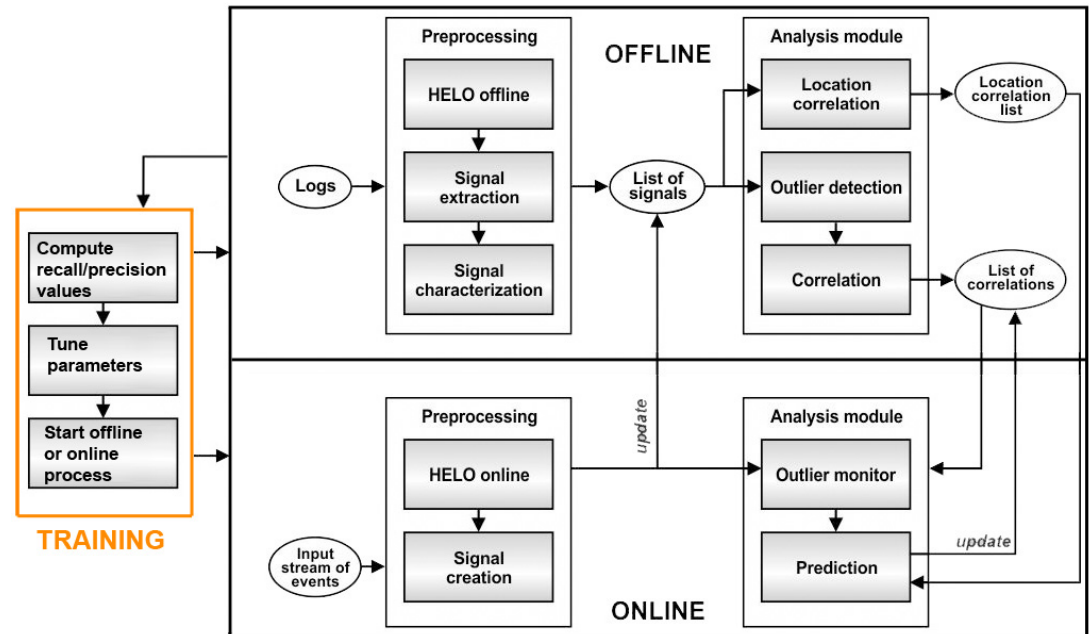 Preprocessing
OFFLINE
Analysis module
HELO offline
Location
correlation
Location
correlation
list
Logs
Signal
extraction
List of
signals
Outlier detection
Signal
characterization
Correlation
List of
correlations
Compute
recall/precision
values
Tune
parameters
Start offline
or online
process
TRAINING
Preprocessing
update
Analysis module
HELO online
Outlier monitor
Input
stream of
events
Signal
creation
Prediction
update
ONLINE